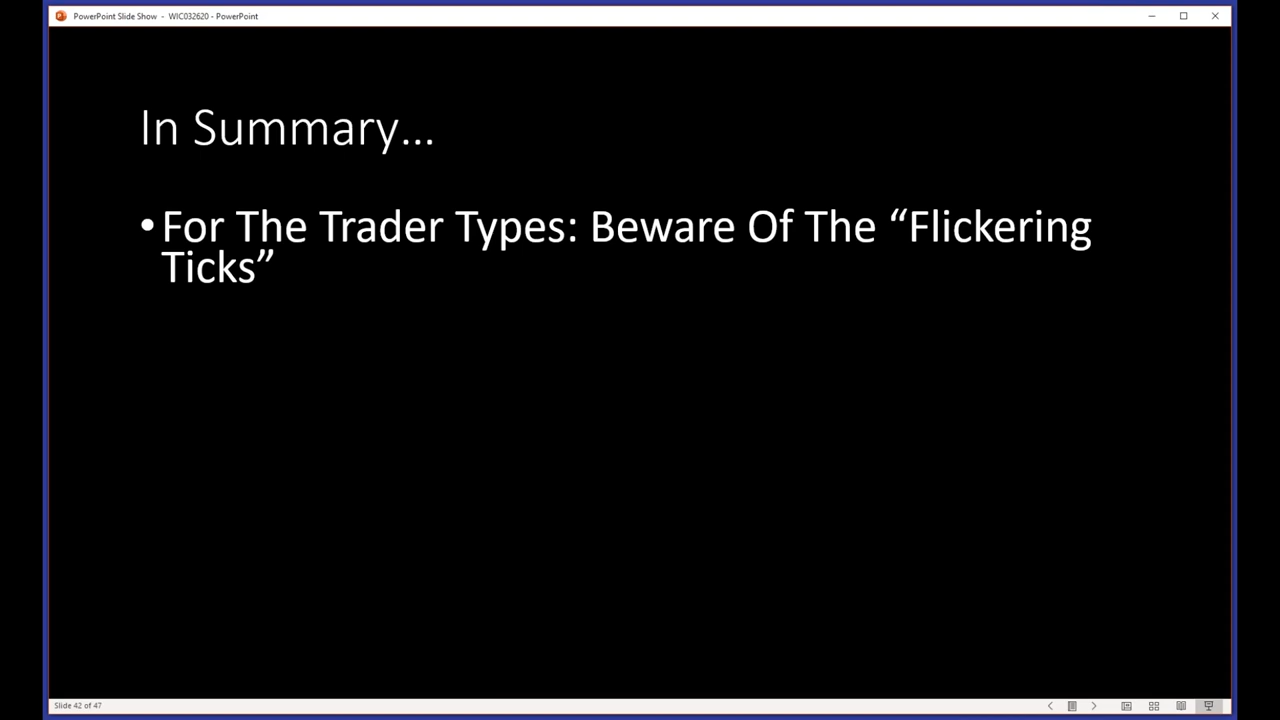 PowerPoint Slide Show - WIC032620 - PowerPoint
In Summary…
•For The Trader Types: Beware Of The “Flickering
Ticks”
Slide 42 of 47